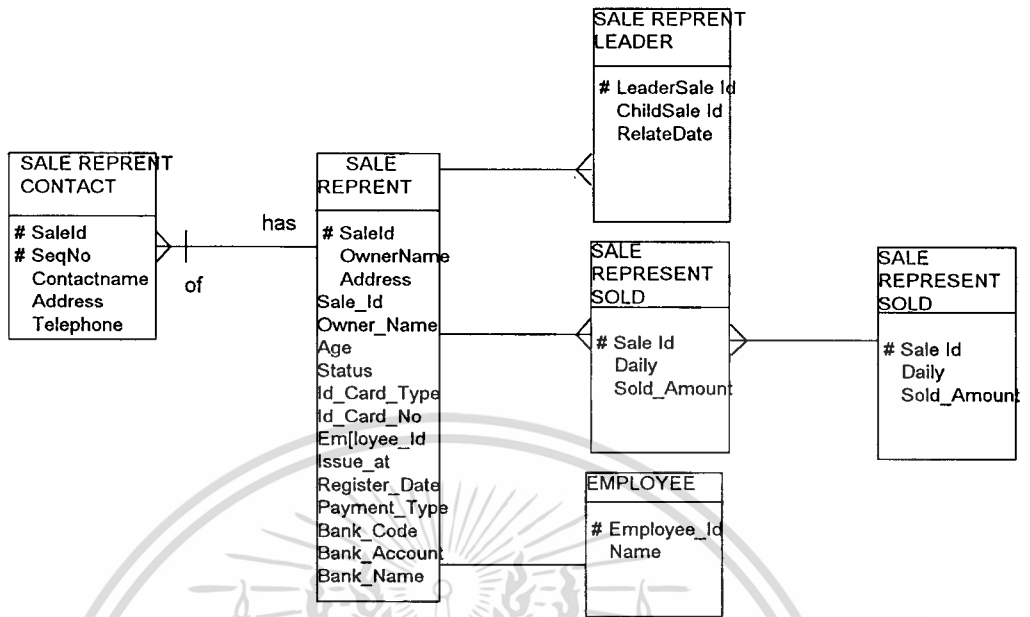 SALE REPRENT
LEADER
# LeaderSale Id
ChildSale Id
RelateDate
SALE REPRENT
CONTACT
# SaleId
# SeqNo
Contactname
Address
Telephone
has
of
SALE
REPRENT
# SaleId
OwnerName
Address
Sale_Id
Owner_Name
Age
Status
Id_Card_Type
Id_Card_No
Em[loyee_Id
Issue_at
Register_Date
Payment_Type
Bank_Code
Bank_Account
Bank_Name
SALE
REPRESENT
SOLD
# Sale Id
Daily
Sold_Amount
SALE
REPRESENT
SOLD
# Sale Id
Daily
Sold_Amount
EMPLOYEE
# Employee_Id
Name